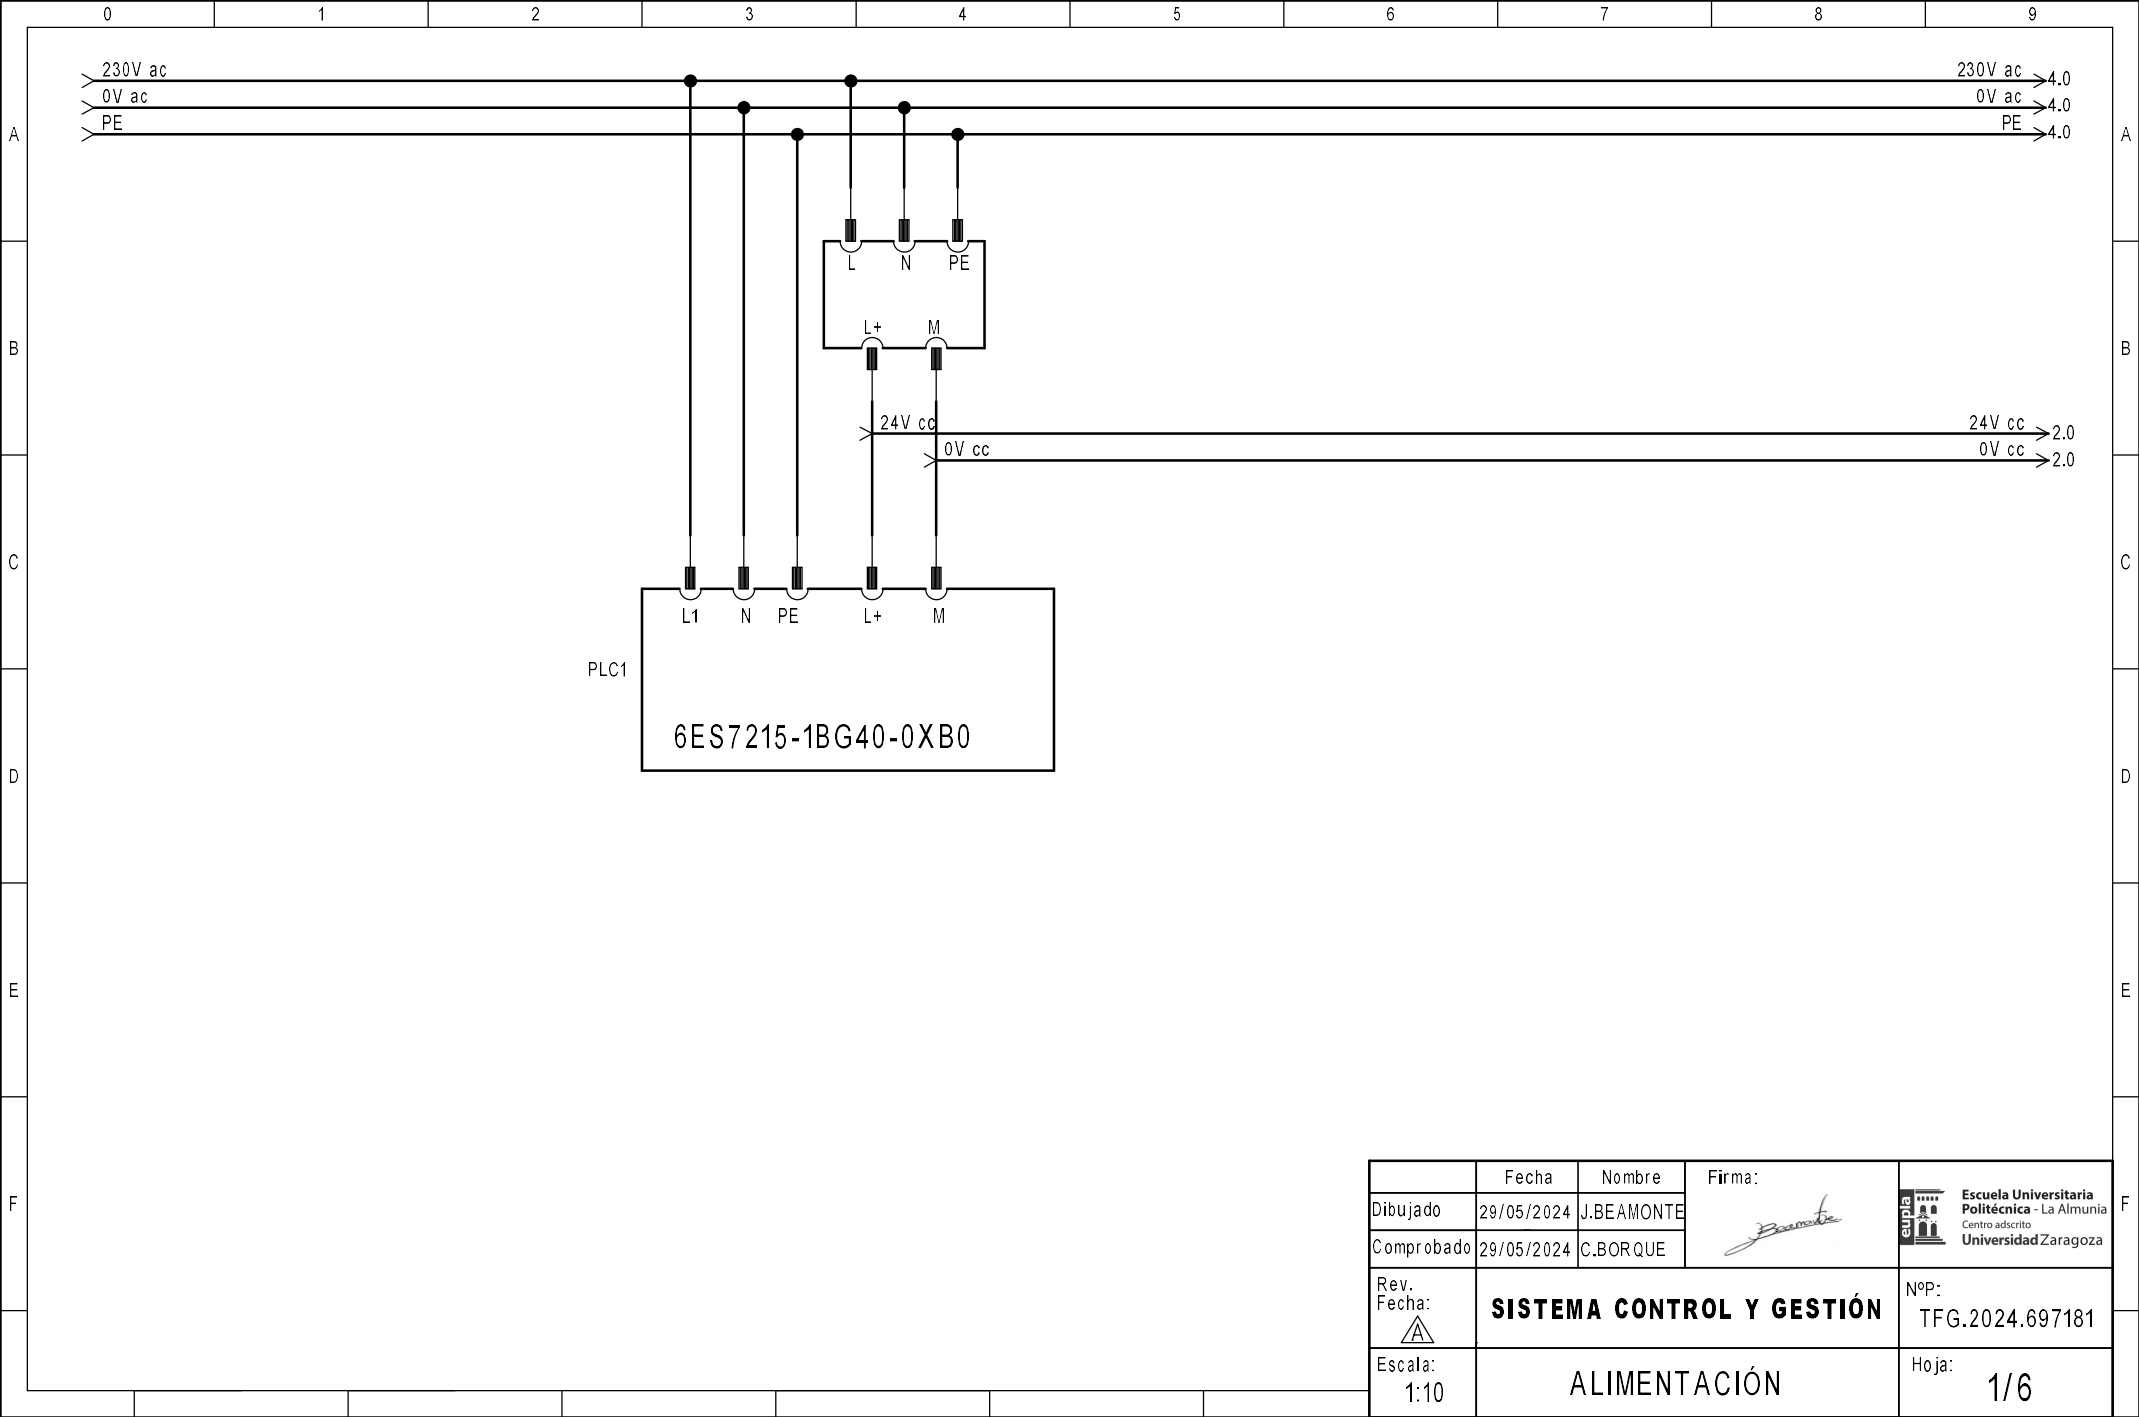 0 1 2 3 4 5 6 7 8 9
230V ac 230V ac 4.0
0V ac 0V ac 4.0
PE PE 4.0
A A
L N PE
L+ M
B B
24V cc 24V cc 2.0
0V cc 0V cc 2.0
C C
L1 N PE L+ M
PLC1
6ES7215-1BG40-0XB0
D D
E E
F F
Fecha Nombre Firma:
Dibujado 29/05/2024 J.BEAMONTE
Comprobado 29/05/2024 C.BORQUE
Beamonte
eupla
Escuela Universitaria
Politécnica - La Almunia
Centro adscrito
Universidad Zaragoza
Rev.
Fecha:
A
SISTEMA CONTROL Y GESTIÓN
NºP:
TFG.2024.697181
Escala:
1:10
ALIMENTACIÓN
Hoja:
1/6